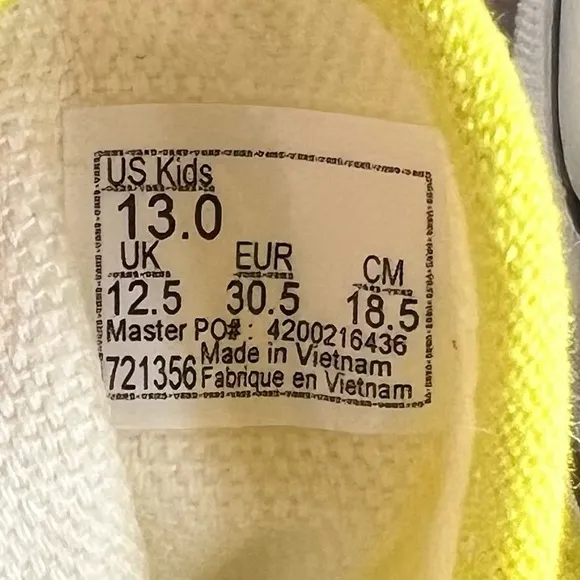 US Kids
13.0
UK EUR CM
12.5 30.5 18.5
Master PO#: 4200216436
721356 Made in Vietnam
Fabrique en Vietnam